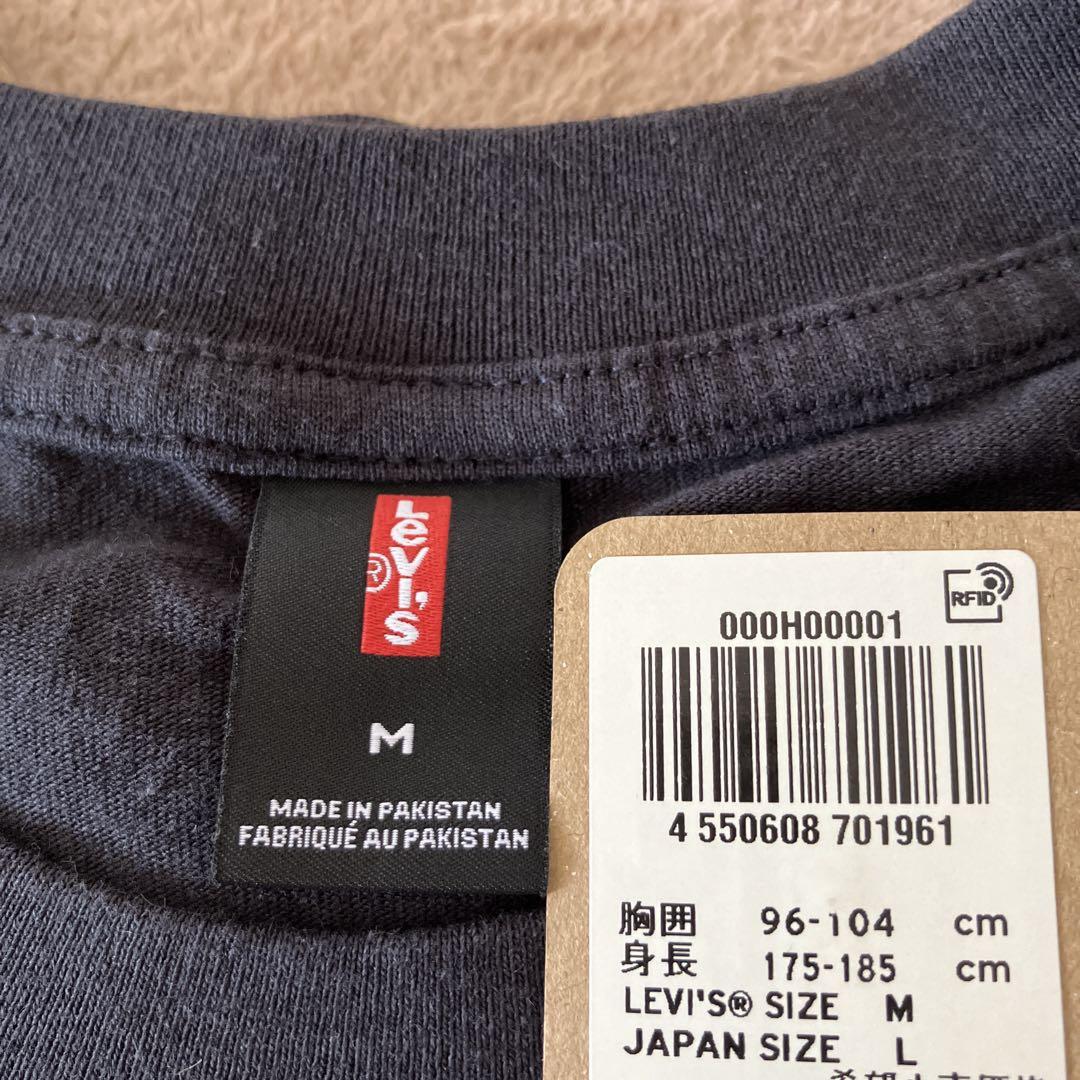 LEVI'S
®
M
MADE IN PAKISTAN
FABRIQUÉ AU PAKISTAN
RFID
000H00001
4 550608 701961
胸囲 96-104 cm
身長 175-185 cm
LEVI'S® SIZE M
JAPAN SIZE L